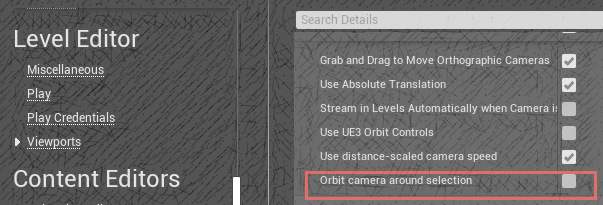 Level Editor
Miscellaneous
Play
Play Credentials
Viewports
Content Editors
Search Details
Grab and Drag to Move Orthographic Cameras
Use Absolute Translation
Stream in Levels Automatically when Camera is
Use UE3 Orbit Controls
Use distance-scaled camera speed
Orbit camera around selection